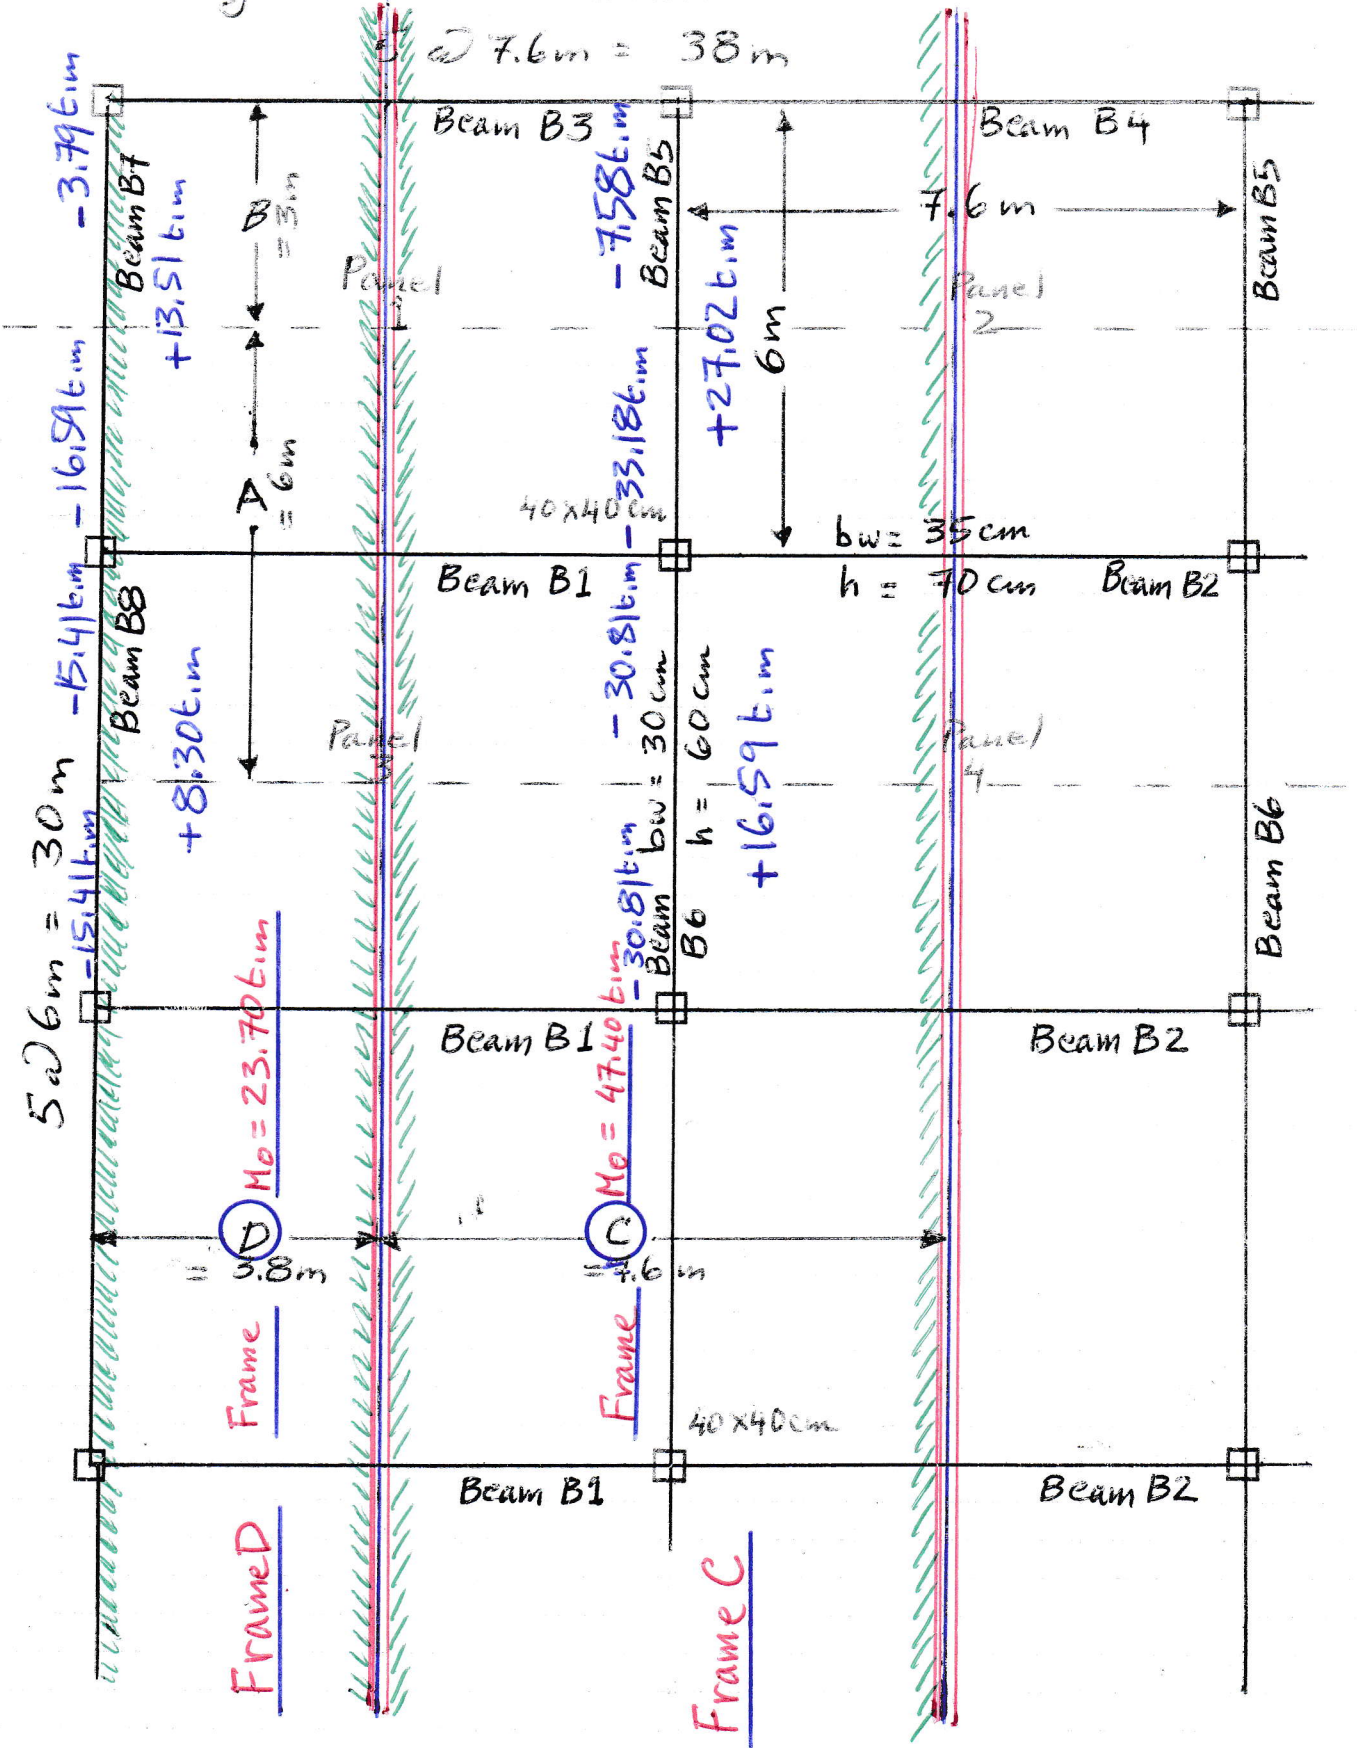 5 @ 7.6m = 38m
Beam B3
Beam B4
-3.79t.m
Beam B7
+13.51t.m
B
= 3m
-7.58t.m
Beam B5
7.6m
Beam B5
Panel
1
+27.02t.m
6m
Panel
2
-16.59t.m
A
= 6m
-33.18t.m
40x40cm
bw = 35cm
h = 70cm
Beam B1
Beam B2
-15.41t.m
Beam B8
+8.30t.m
-30.81t.m
Panel
3
Panel
4
5@6m = 30m
-15.41t.m
-30.81t.m
Beam bw = 30cm
B6 h = 60cm
+16.59t.m
Beam B6
Beam B1
Beam B2
Mo = 23.70t.m
Mo = 47.40t.m
D
= 3.8m
C
= 7.6m
Frame
Frame
40x40cm
Beam B1
Beam B2
Frame D
Frame C